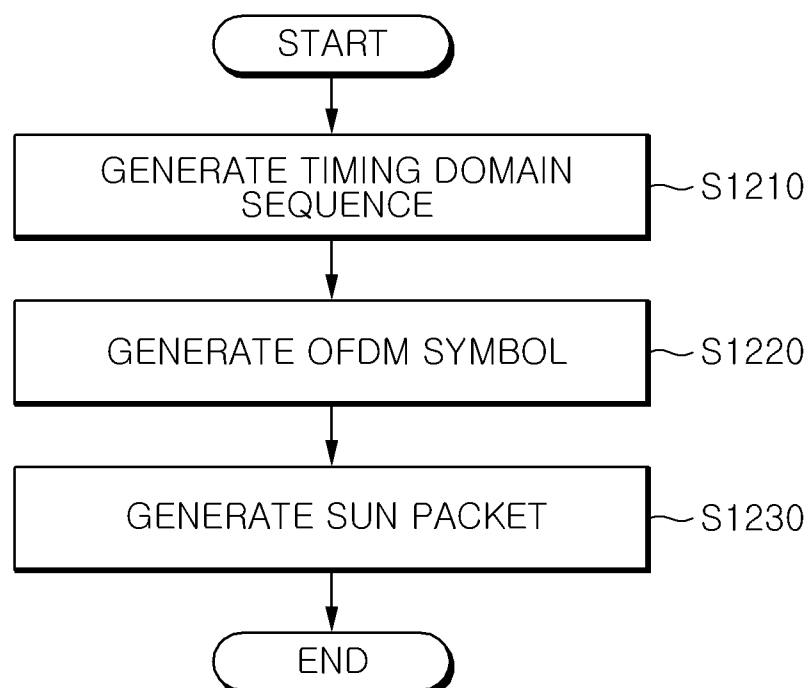 START
GENERATE TIMING DOMAIN
SEQUENCE
S1210
GENERATE OFDM SYMBOL
S1220
GENERATE SUN PACKET
S1230
END